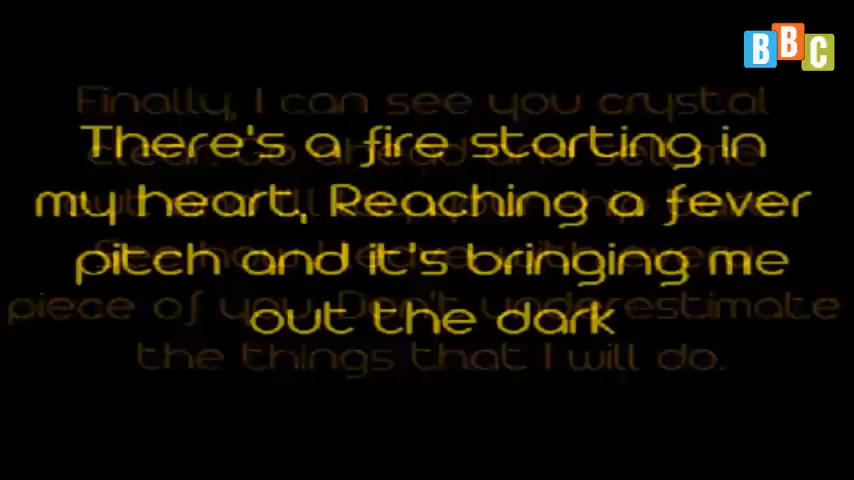 BBC
Finally, I can see you crystal
There's a fire starting in
my heart, Reaching a fever
pitch and it's bringing me
piece of you Don't underestimate
out the dark
the things that I will do.